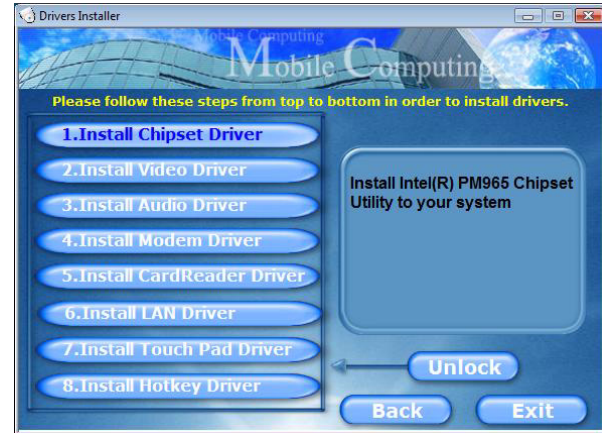 Drivers Installer
Mobile Computing
Mobile Computing
Please follow these steps from top to bottom in order to install drivers.
1.Install Chipset Driver
2.Install Video Driver
3.Install Audio Driver
4.Install Modem Driver
5.Install CardReader Driver
6.Install LAN Driver
7.Install Touch Pad Driver
8.Install Hotkey Driver
Install Intel(R) PM965 Chipset
Utility to your system
Unlock
Back
Exit